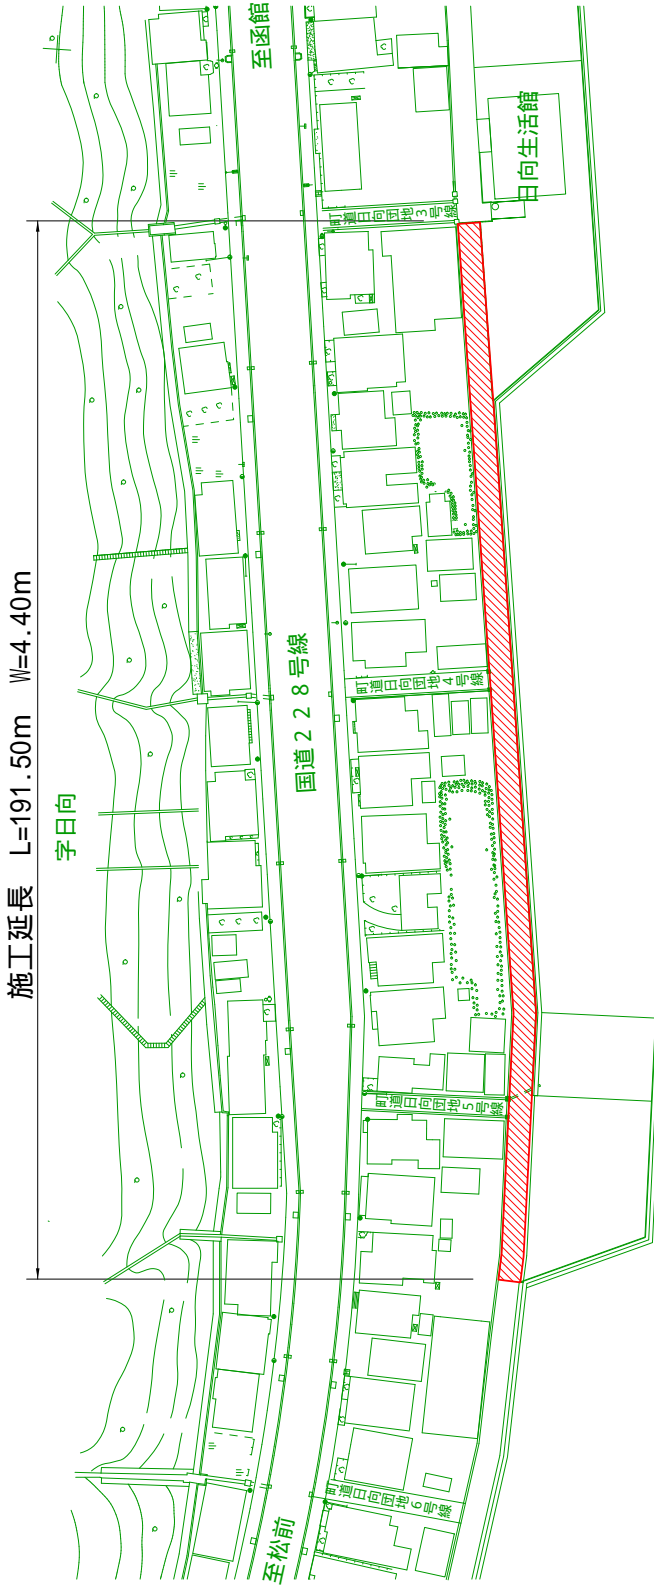 施工延長 L=191.50m W=4.40m
字日向
至函館
国道228号線
至松前
日向生活館
町道日向団地3号線
町道日向団地4号線
町道日向団地5号線
町道日向団地6号線